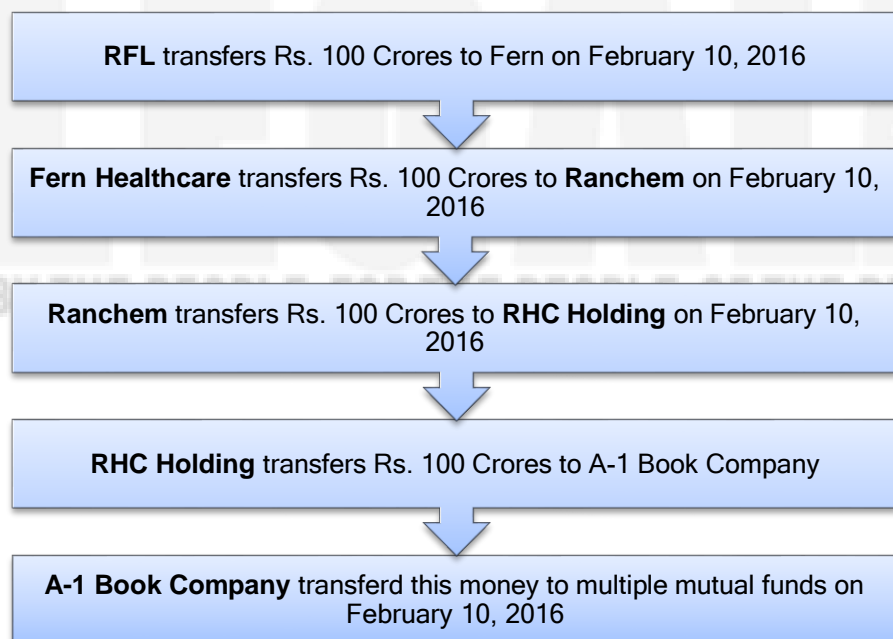 RFL transfers Rs. 100 Crores to Fern on February 10, 2016
Fern Healthcare transfers Rs. 100 Crores to Ranchem on February 10,
2016
Ranchem transfers Rs. 100 Crores to RHC Holding on February 10,
2016
RHC Holding transfers Rs. 100 Crores to A-1 Book Company
A-1 Book Company transferd this money to multiple mutual funds on
February 10, 2016